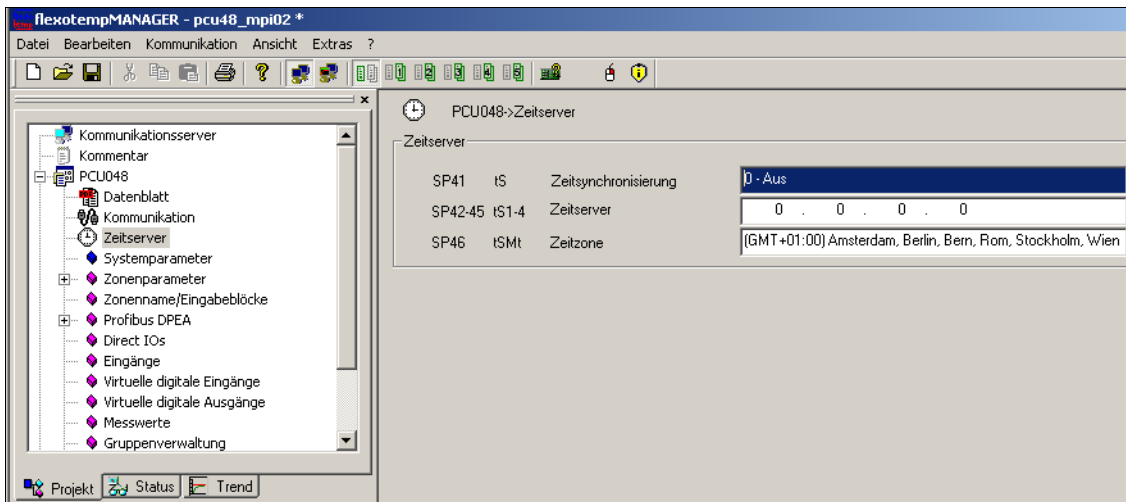 flexotempMANAGER - pcu48_mpi02 *
Datei Bearbeiten Kommunikation Ansicht Extras ?
PCU048->Zeitserver
Kommunikationsserver
Kommentar
PCU048
Datenblatt
Kommunikation
Zeitserver
Systemparameter
Zonenparameter
Zonenname/Eingabeblöcke
Profibus DPEA
Direct IOs
Eingänge
Virtuelle digitale Eingänge
Virtuelle digitale Ausgänge
Messwerte
Gruppenverwaltung
Projekt Status Trend
Zeitserver
SP41 tS Zeitsynchronisierung 0 - Aus
SP42-45 tS1-4 Zeitserver 0 . 0 . 0 . 0
SP46 tSMt Zeitzone (GMT+01:00) Amsterdam, Berlin, Bern, Rom, Stockholm, Wien